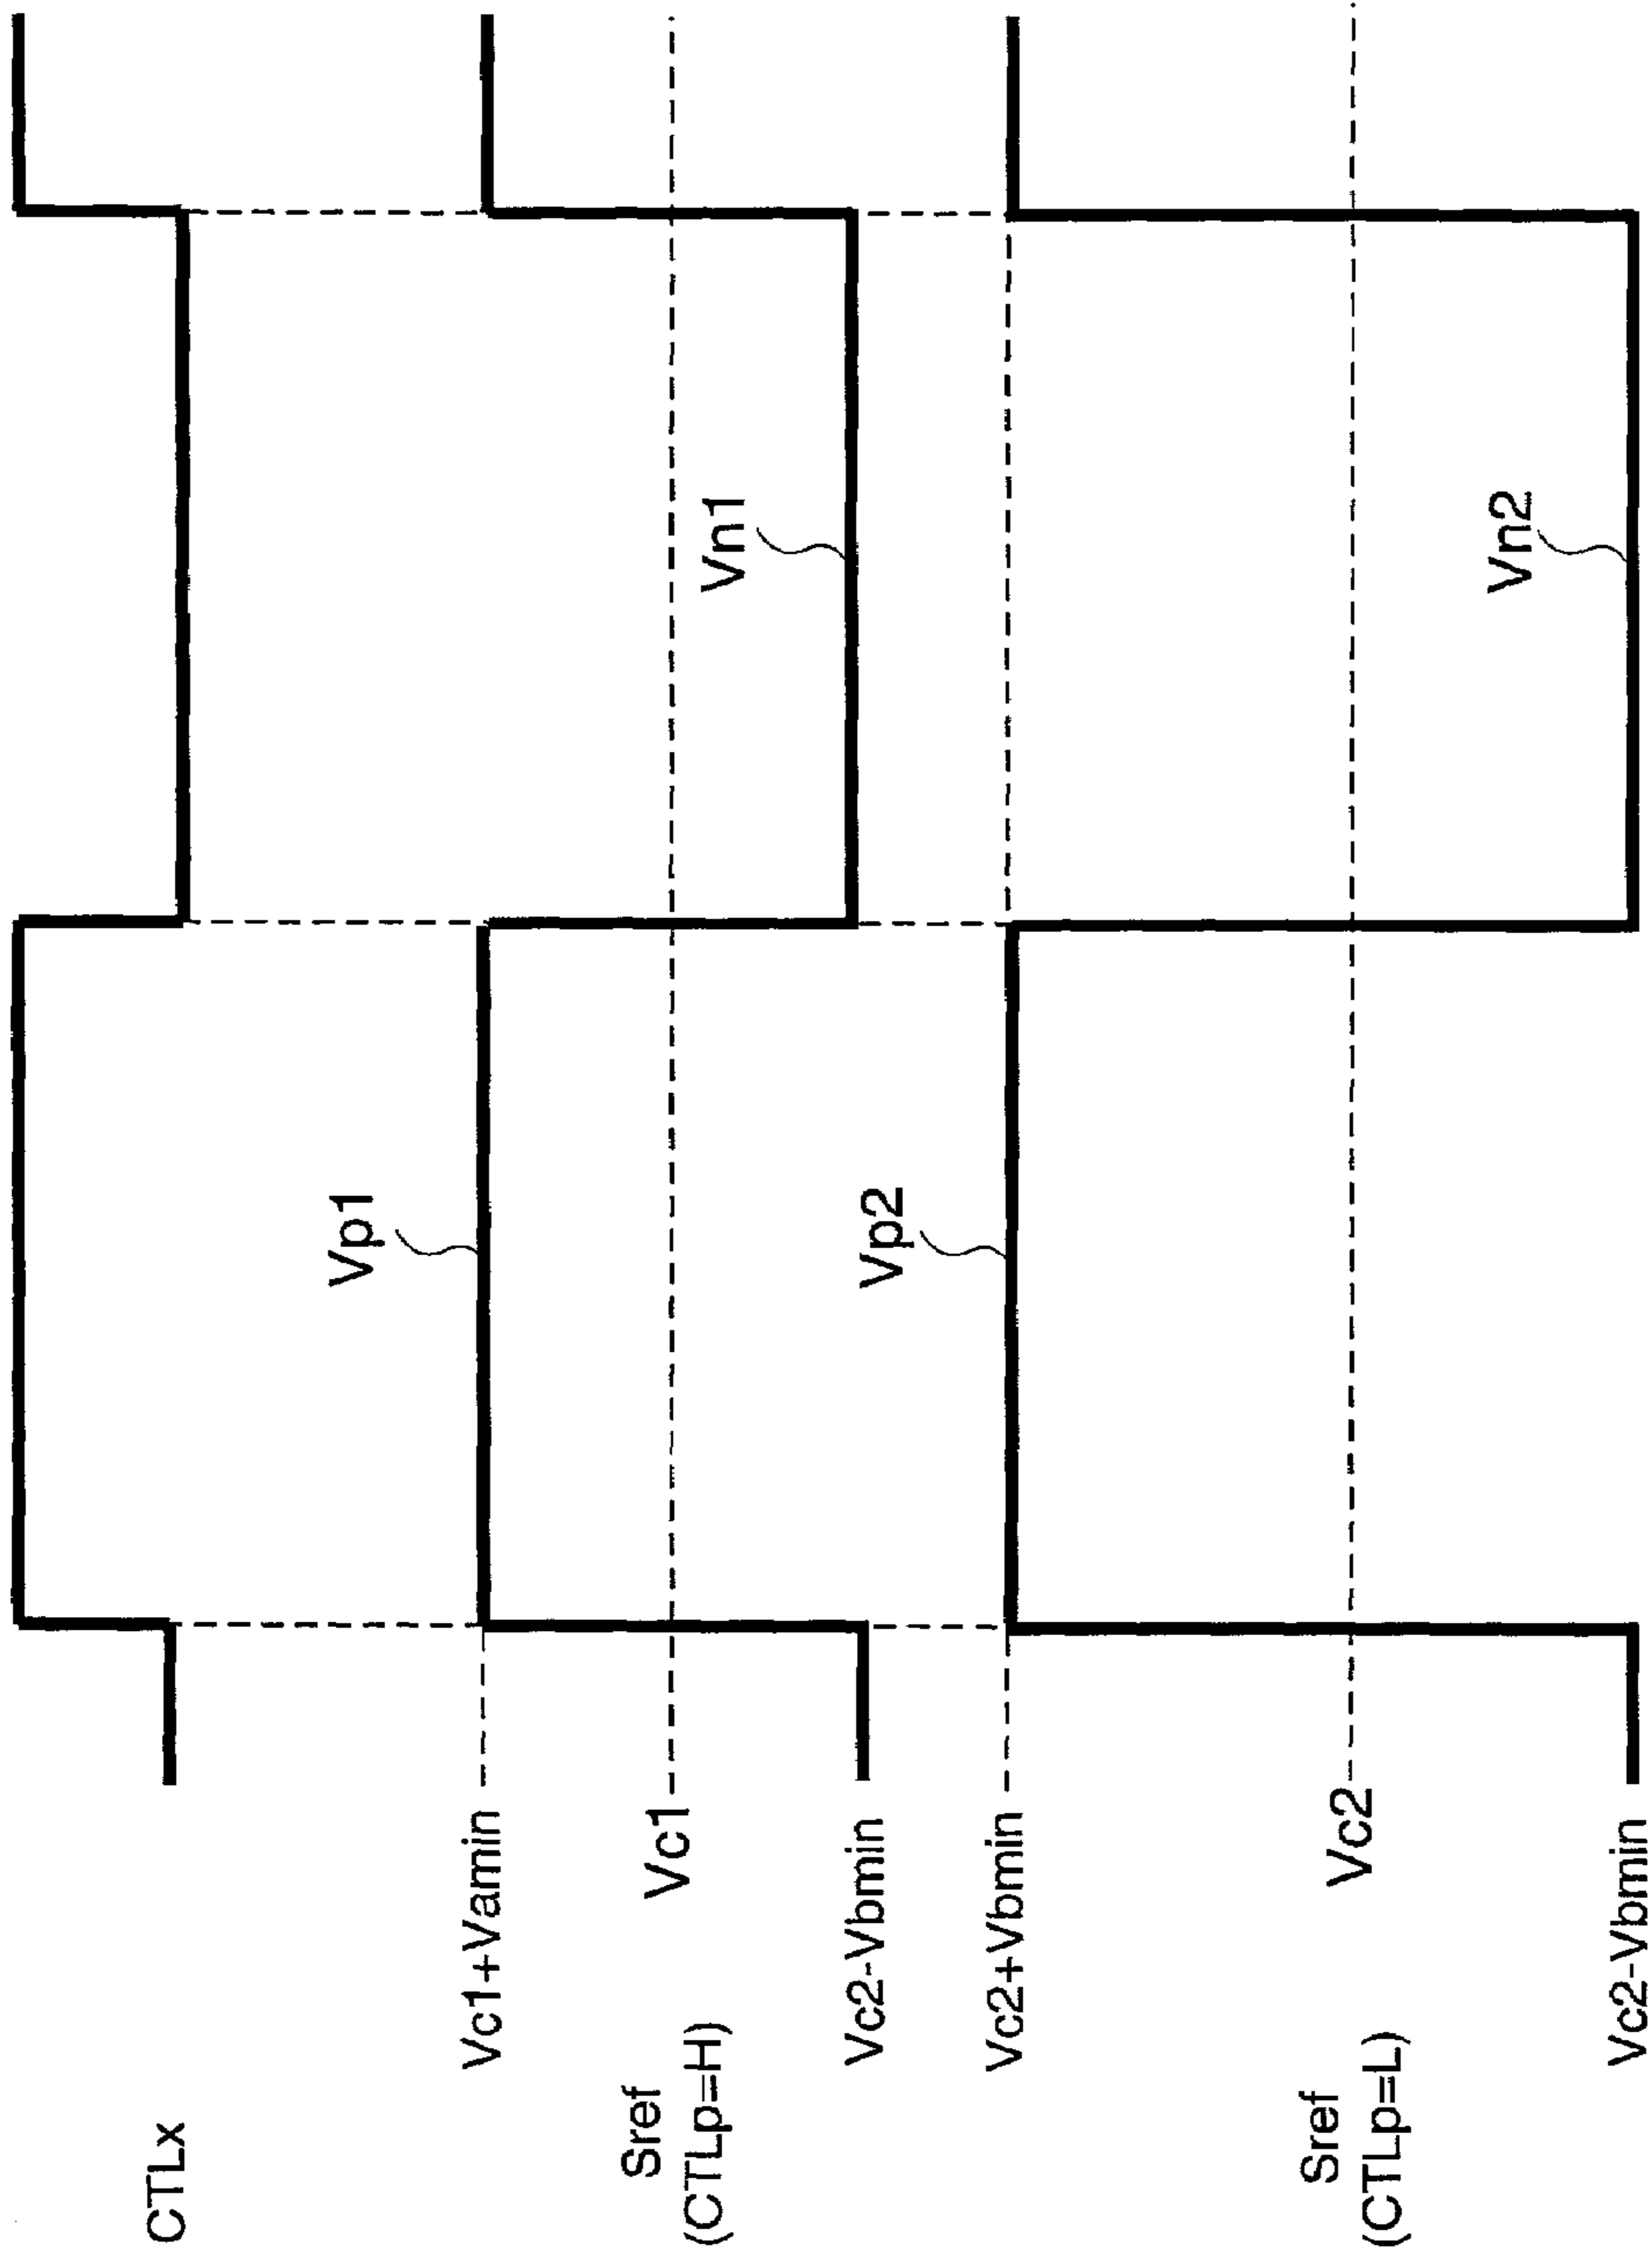 CTLx
Vp1
Vc1+Vamin
Sref
(CTLp=H)
Vc1
Vn1
Vc2-Vbmin
Vp2
Vc2+Vbmin
Sref
(CTLp=L)
Vc2
Vn2
Vc2-Vbmin